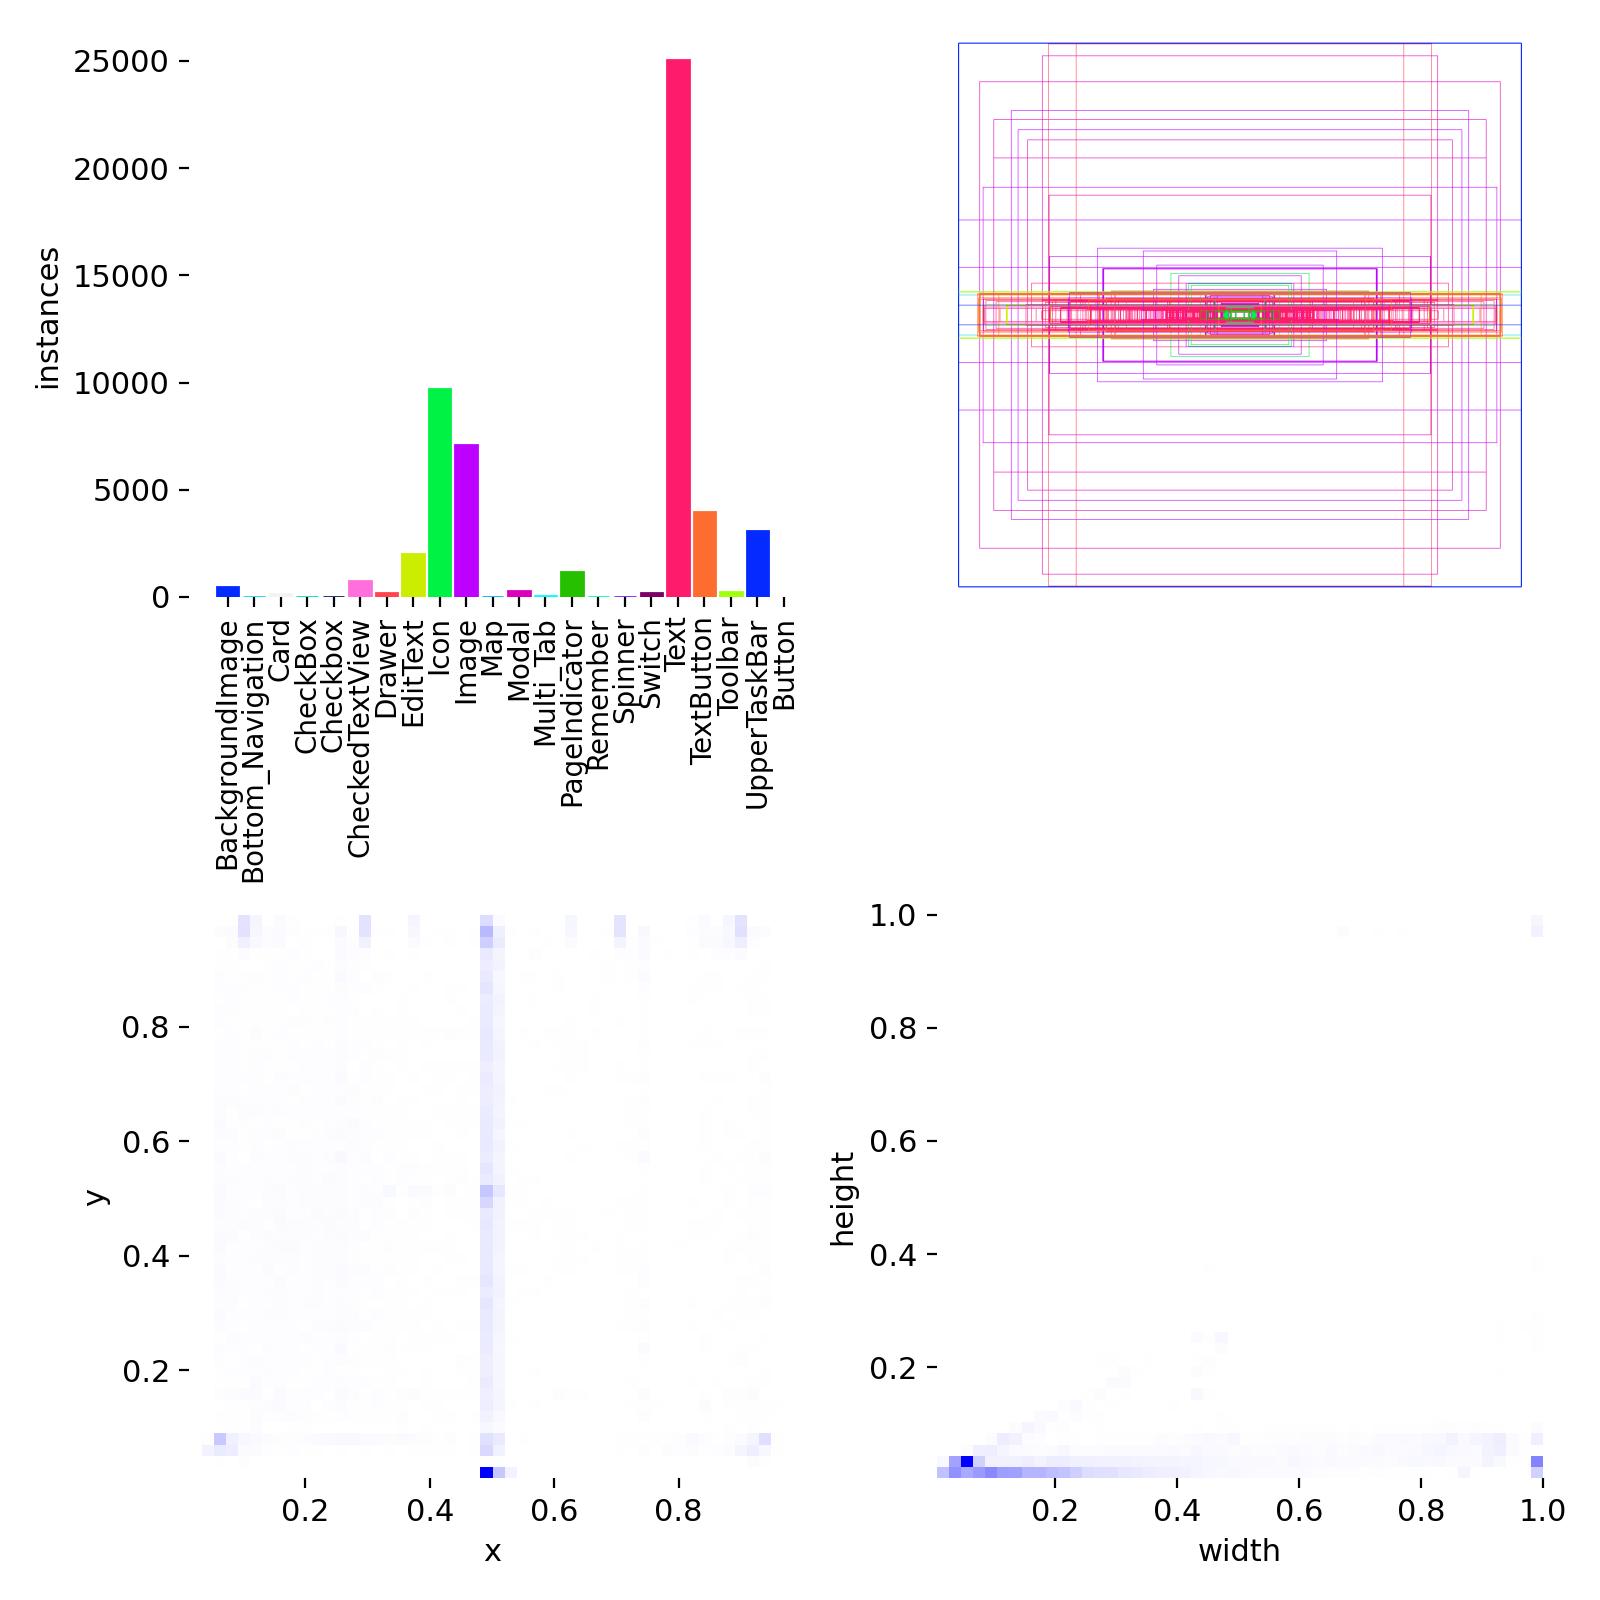 25000
20000
15000
10000
5000
0
instances
BackgroundImage
Bottom_Navigation
Card
CheckBox
Checkbox
CheckedTextView
Drawer
EditText
Icon
Image
Map
Modal
Multi_Tab
PageIndicator
Remember
Spinner
Switch
Text
TextButton
Toolbar
UpperTaskBar
Button
0.8
0.6
0.4
0.2
y
0.2 0.4 0.6 0.8
x
1.0
0.8
0.6
0.4
0.2
height
0.2 0.4 0.6 0.8 1.0
width